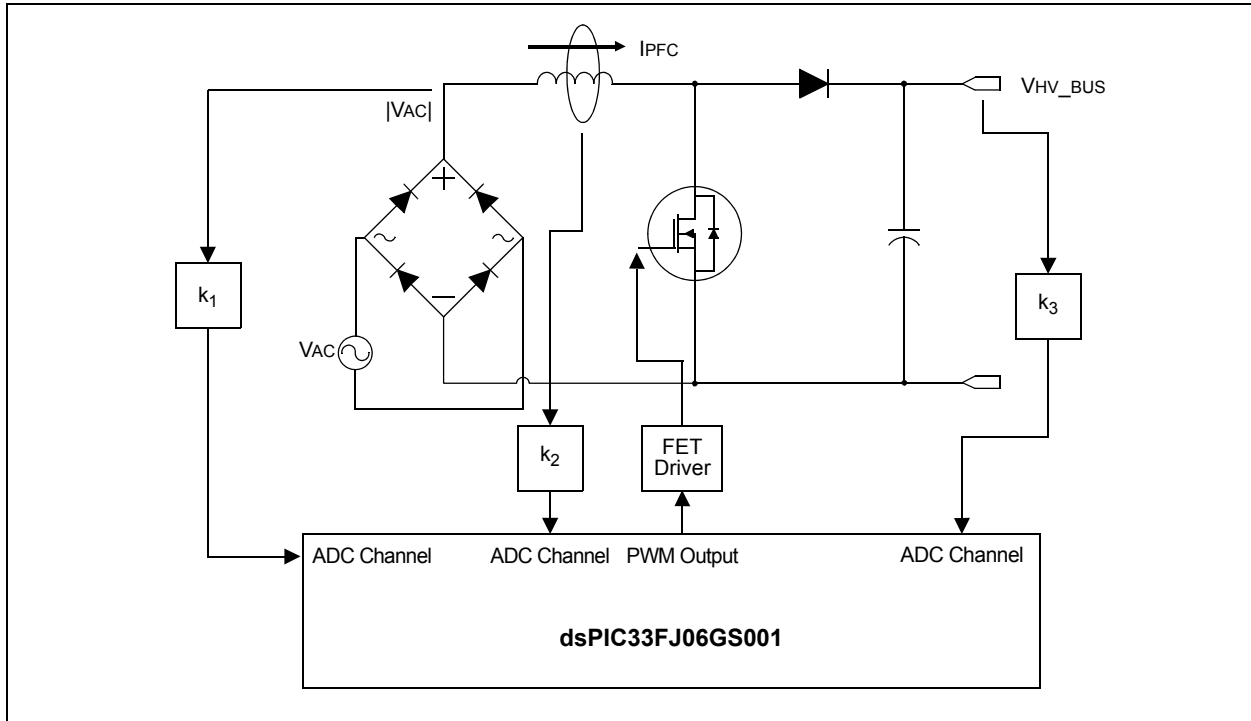 IPFC
|VAC|
VHV_BUS
+
k1
k3
−
VAC
k2
FET
Driver
ADC Channel
ADC Channel
PWM Output
ADC Channel
dsPIC33FJ06GS001